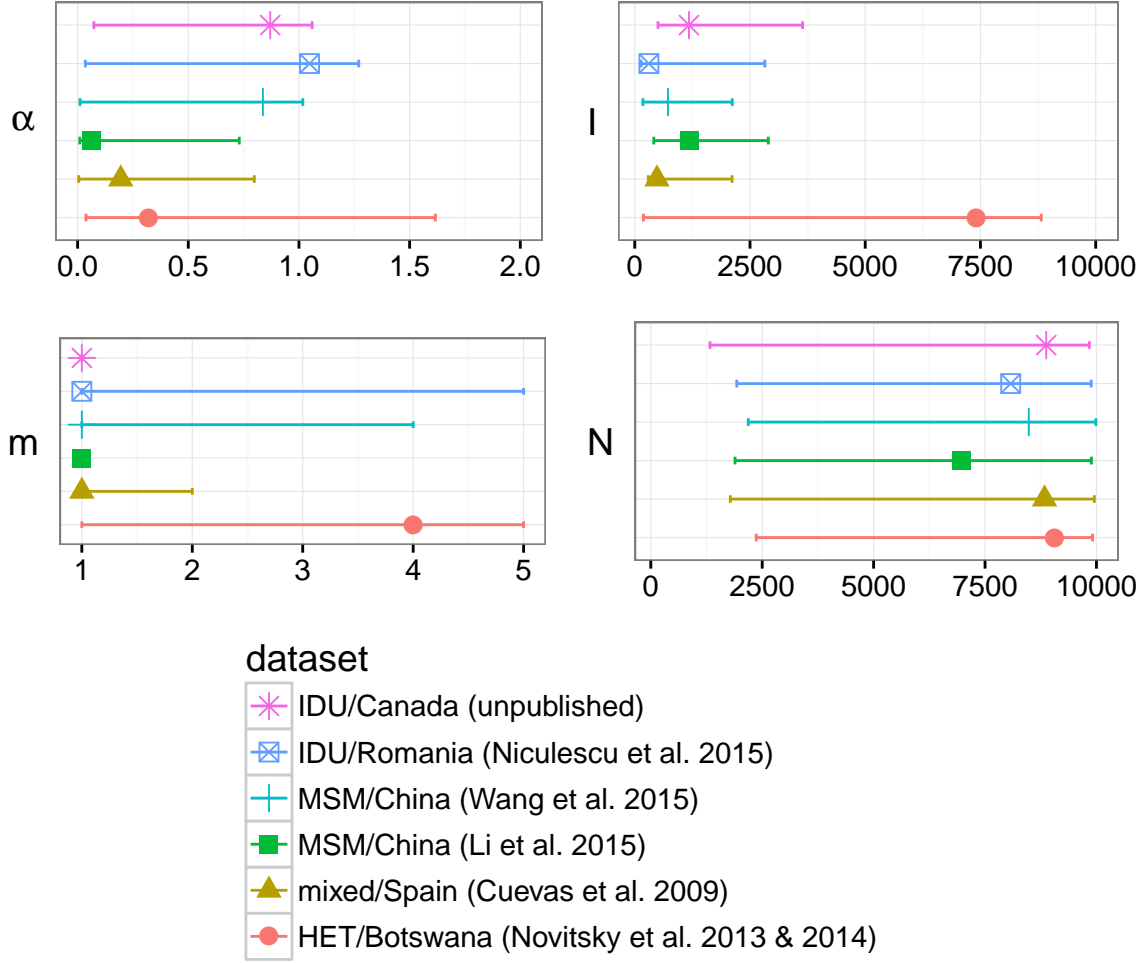 α
0.0 0.5 1.0 1.5 2.0
I
0 2500 5000 7500 10000
m
1 2 3 4 5
N
0 2500 5000 7500 10000
dataset
IDU/Canada (unpublished)
IDU/Romania (Niculescu et al. 2015)
MSM/China (Wang et al. 2015)
MSM/China (Li et al. 2015)
mixed/Spain (Cuevas et al. 2009)
HET/Botswana (Novitsky et al. 2013 & 2014)